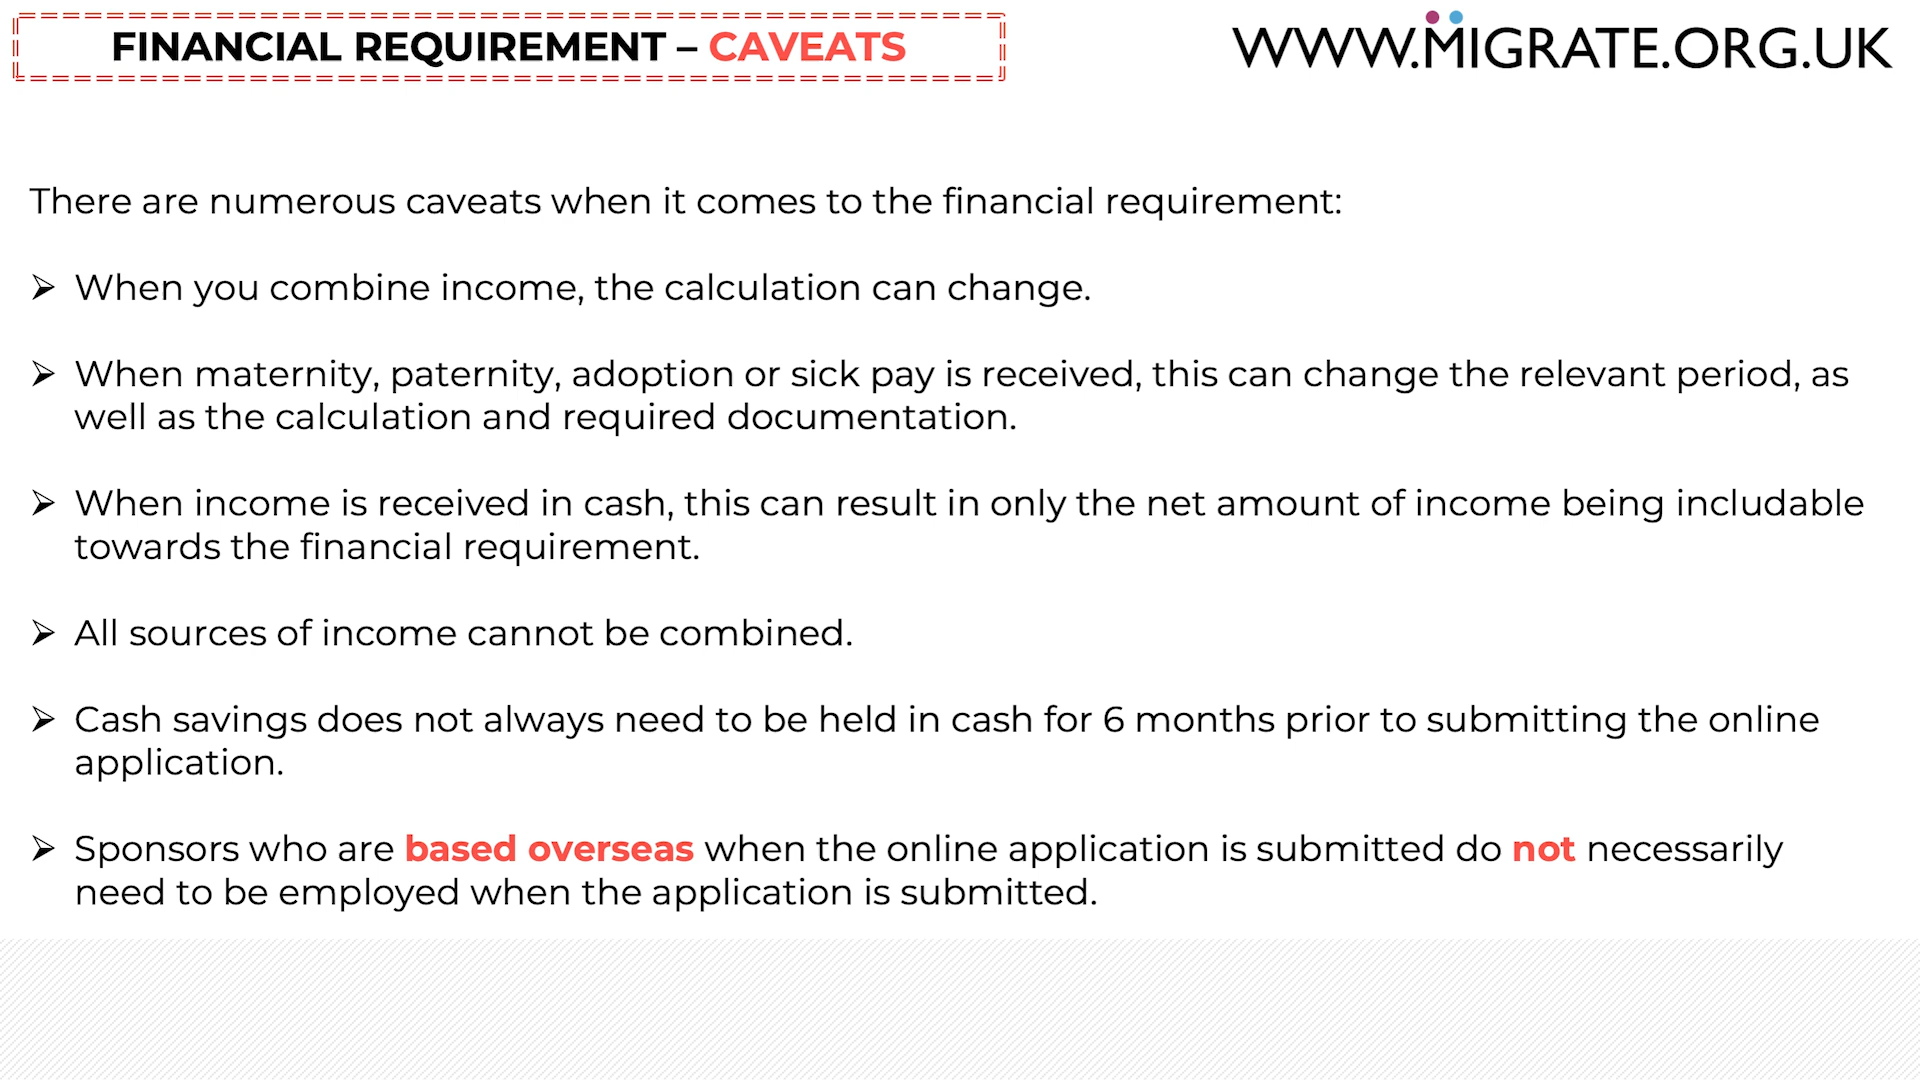 FINANCIAL REQUIREMENT – CAVEATS
WWW.MIGRATE.ORG.UK
There are numerous caveats when it comes to the financial requirement:
➢ When you combine income, the calculation can change.
➢ When maternity, paternity, adoption or sick pay is received, this can change the relevant period, as
well as the calculation and required documentation.
➢ When income is received in cash, this can result in only the net amount of income being includable
towards the financial requirement.
➢ All sources of income cannot be combined.
➢ Cash savings does not always need to be held in cash for 6 months prior to submitting the online
application.
➢ Sponsors who are based overseas when the online application is submitted do not necessarily
need to be employed when the application is submitted.